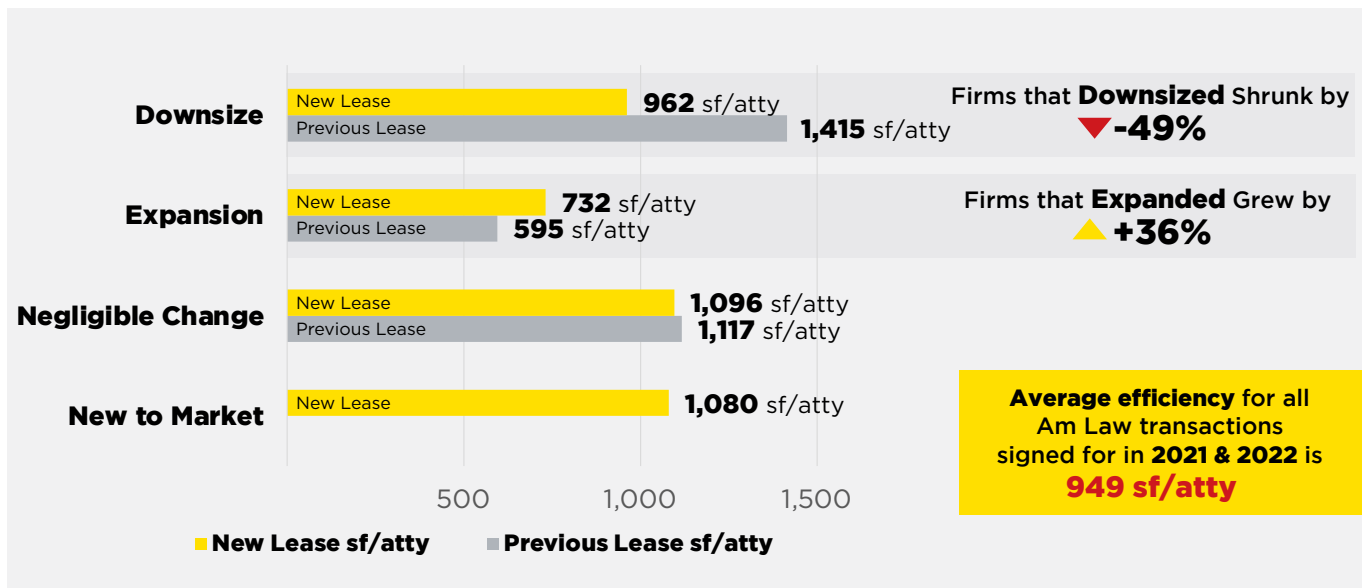 Downsize
New Lease
962 sf/atty
Previous Lease
1,415 sf/atty
Firms that Downsized Shrunk by
-49%
Expansion
New Lease
732 sf/atty
Previous Lease
595 sf/atty
Firms that Expanded Grew by
+36%
Negligible Change
New Lease
1,096 sf/atty
Previous Lease
1,117 sf/atty
New to Market
New Lease
1,080 sf/atty
Average efficiency for all
Am Law transactions
signed for in 2021 & 2022 is
949 sf/atty
500 1,000 1,500
New Lease sf/atty Previous Lease sf/atty